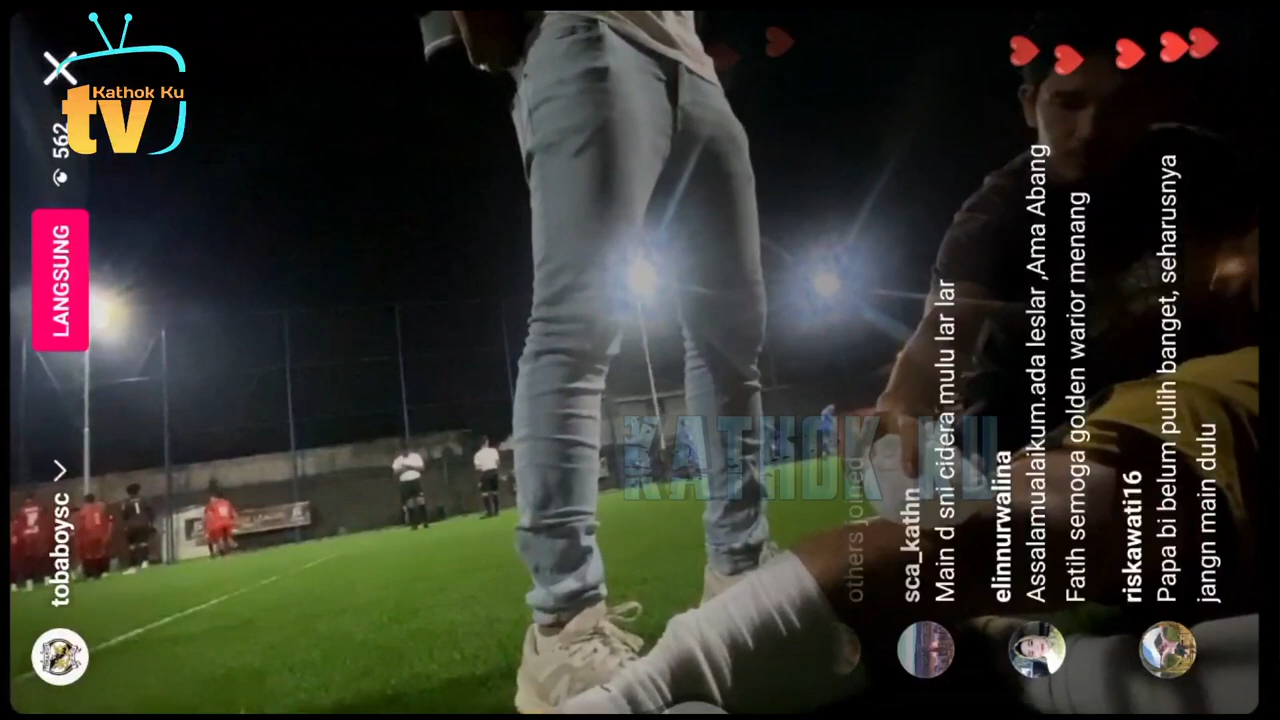 Kathok Ku
tv
562
LANGSUNG
tobaboysc
KATHOK KU
others joined
sca_kathn
Main d sni cidera mulu lar lar
elinnurwalina
Assalamualaikum.ada leslar ,Ama Abang
Fatih semoga golden warior menang
riskawati16
Papa bi belum pulih banget, seharusnya
jangn main dulu